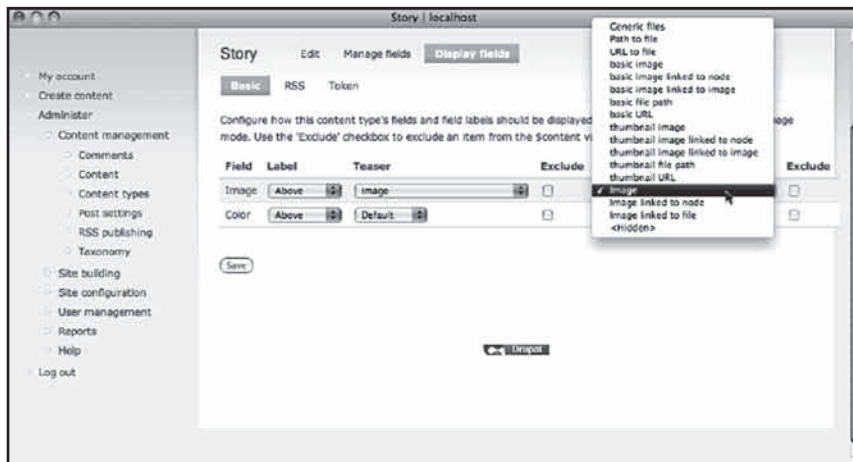 Story | localhost
My account
Create content
Administer
Content management
Comments
Content
Content types
Post settings
RSS publishing
Taxonomy
Site building
Site configuration
User management
Reports
Help
Log out
Story Edit Manage fields Display fields
Basic RSS Token
Configure how this content type's fields and field labels should be displayed
mode. Use the 'Exclude' checkbox to exclude an item from the $content
Field Label Teaser Exclude Exclude
Image Above Image
Color Above Default
Save
Drupal
Generic files
Path to file
URL to file
basic image
basic image linked to node
basic image linked to image
basic file path
basic URL
thumbnail image
thumbnail image linked to node
thumbnail image linked to image
thumbnail file path
thumbnail URL
✓ Image
Image linked to node
Image linked to file
<Hidden>